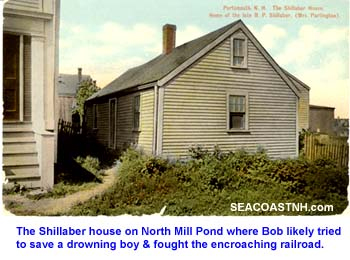 Portsmouth, N. H. The Shillaber House,
Home of the late B. P. Shillaber. (Mrs. Partington)
SEACOASTNH.COM
The Shillaber house on North Mill Pond where Bob likely tried
to save a drowning boy & fought the encroaching railroad.